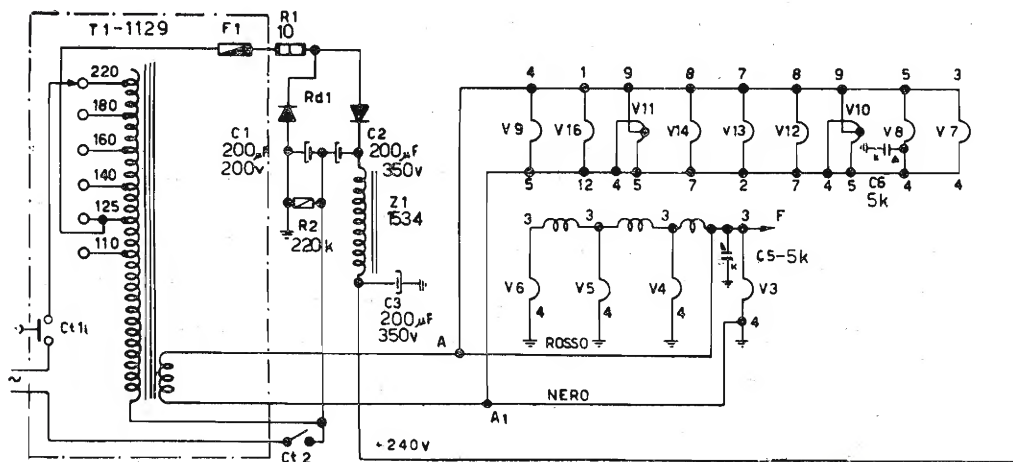 T1-1129
F1
R1
10
220
180
160
140
125
110
Rd1
C1
200µF
200v
C2
200µF
350v
Z1
1534
R2
220k
C3
200µF
350v
Ct1
~
Ct2
+240v
4 1 9 8 7 8 9 5 3
V11
V10
V9 V16 V14 V13 V12 V8 V7
5 12 4 5 7 2 7 4 5 4 4
C6
5k
K
3 3 3 3 F
C5-5k
K
V6 V5 V4 V3
4 4 4 4
A ROSSO
NERO
A1